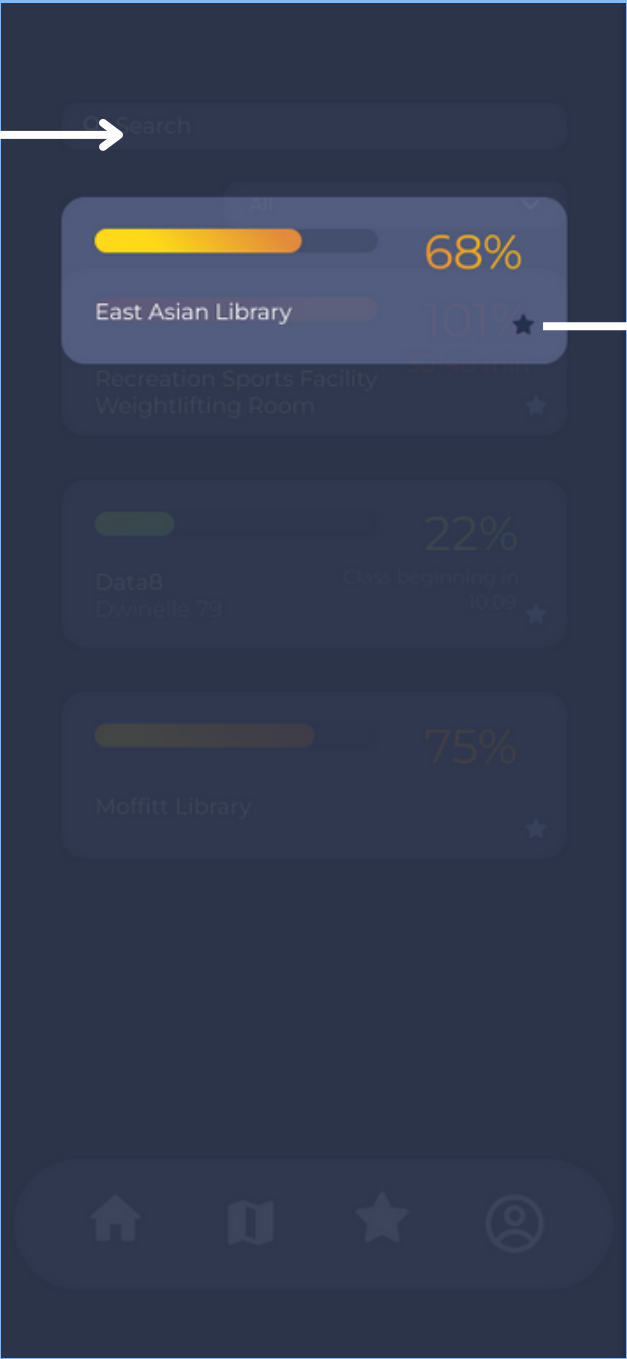 Search
All
68%
East Asian Library
101%
Recreation Sports Facility
Weightlifting Room
22%
Data8
Class beginning in
Dwinelle 79
10:09
75%
Moffitt Library